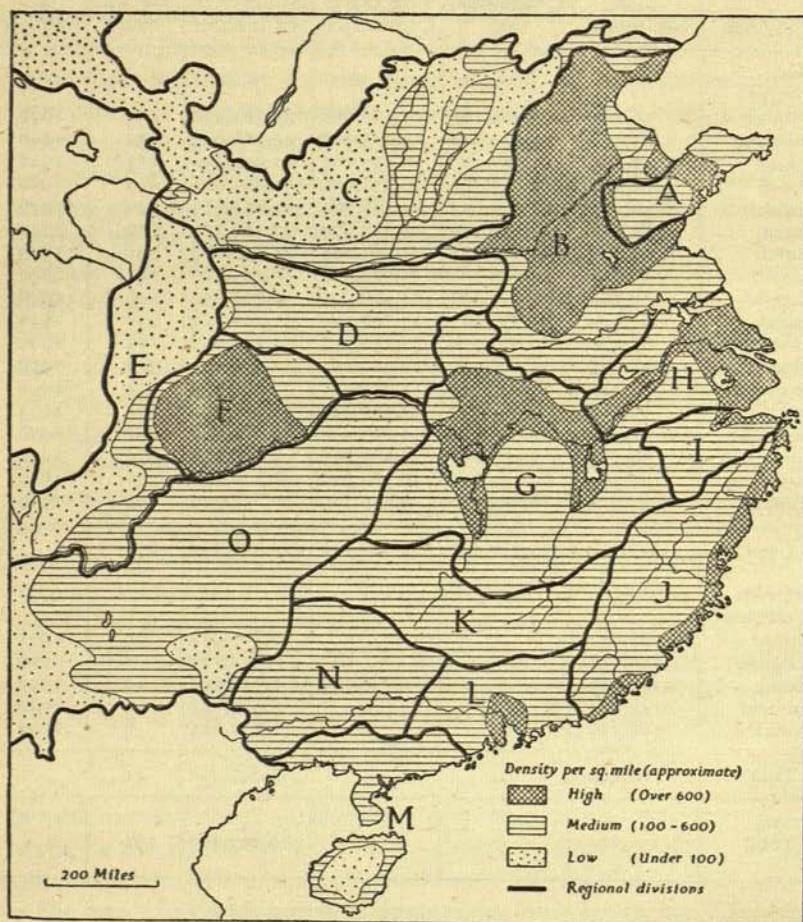 A
C
B
D
E
H
F
I
G
O
J
K
N
L
M
Density per sq. mile (approximate)
High (Over 600)
Medium (100 - 600)
Low (Under 100)
Regional divisions
200 Miles